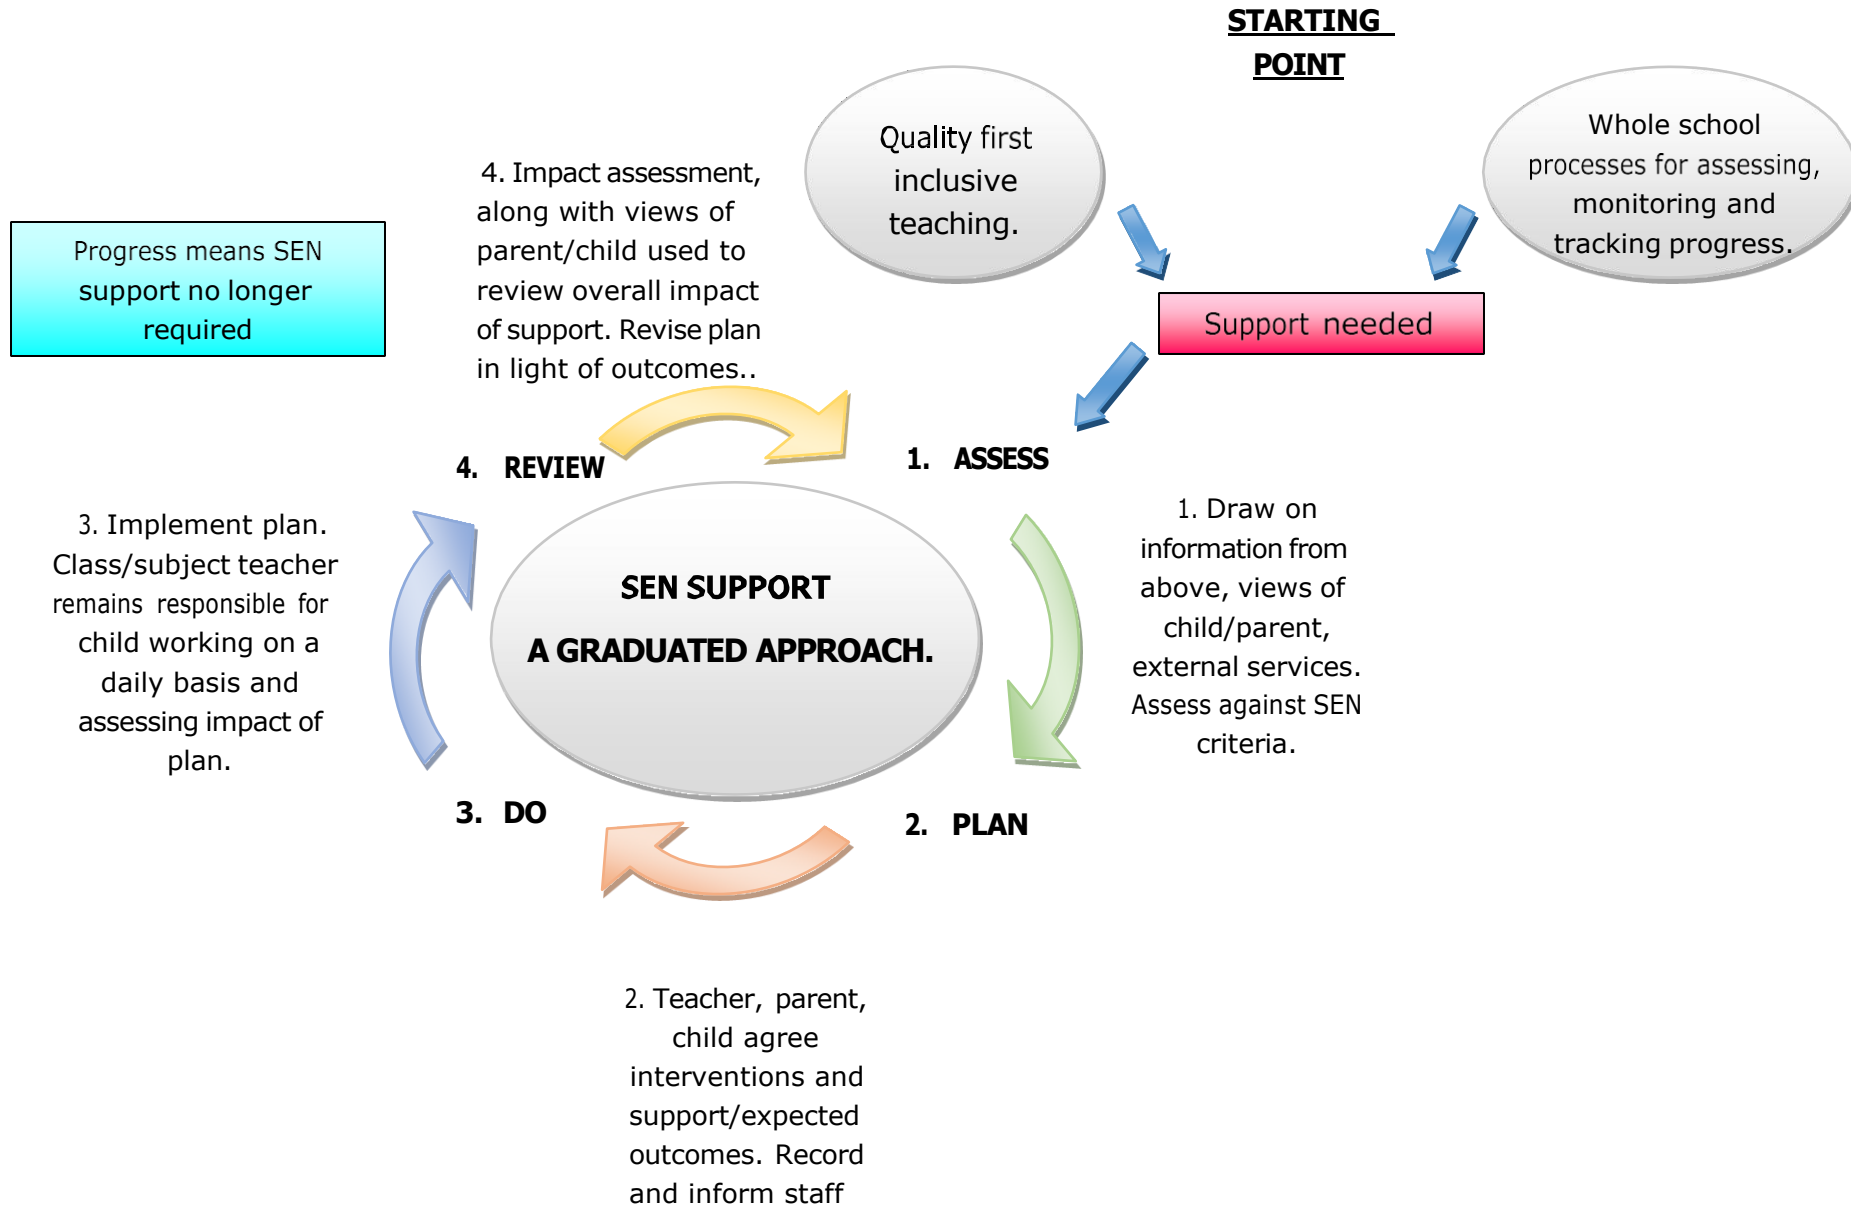 STARTING
POINT
Quality first
inclusive
teaching.
Whole school
processes for assessing,
monitoring and
tracking progress.
Support needed
4. Impact assessment,
along with views of
parent/child used to
review overall impact
of support. Revise plan
in light of outcomes..
Progress means SEN
support no longer
required
4. REVIEW
1. ASSESS
1. Draw on
information from
above, views of
child/parent,
external services.
Assess against SEN
criteria.
3. Implement plan.
Class/subject teacher
remains responsible for
child working on a
daily basis and
assessing impact of
plan.
SEN SUPPORT
A GRADUATED APPROACH.
3. DO
2. PLAN
2. Teacher, parent,
child agree
interventions and
support/expected
outcomes. Record
and inform staff